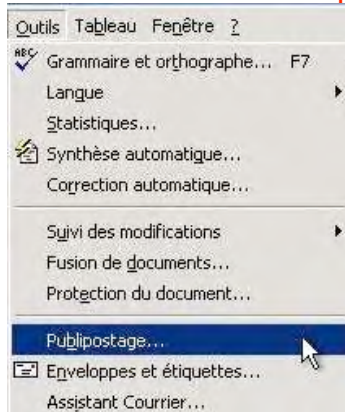 Outils Tableau Fenêtre ?
ABC Grammaire et orthographe... F7
Langue
Statistiques...
Synthèse automatique...
Correction automatique...
Suivi des modifications
Fusion de documents...
Protection du document...
Publipostage...
Enveloppes et étiquettes...
Assistant Courrier...